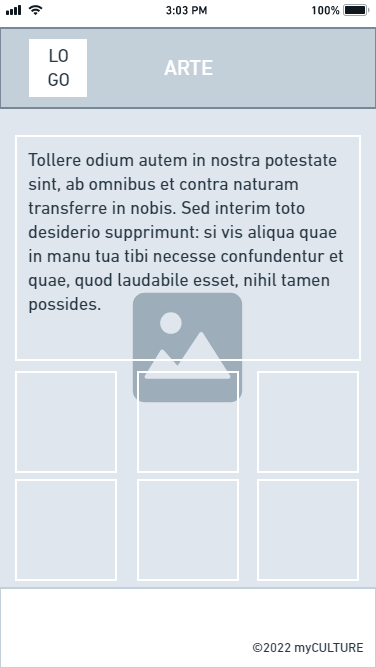 3:03 PM
100%
LO
GO
ARTE
Tollere odium autem in nostra potestate
sint, ab omnibus et contra naturam
transferre in nobis. Sed interim toto
desiderio supprimunt: si vis aliqua quae
in manu tua tibi necesse confundentur et
quae, quod laudabile esset, nihil tamen
possides.
©2022 myCULTURE